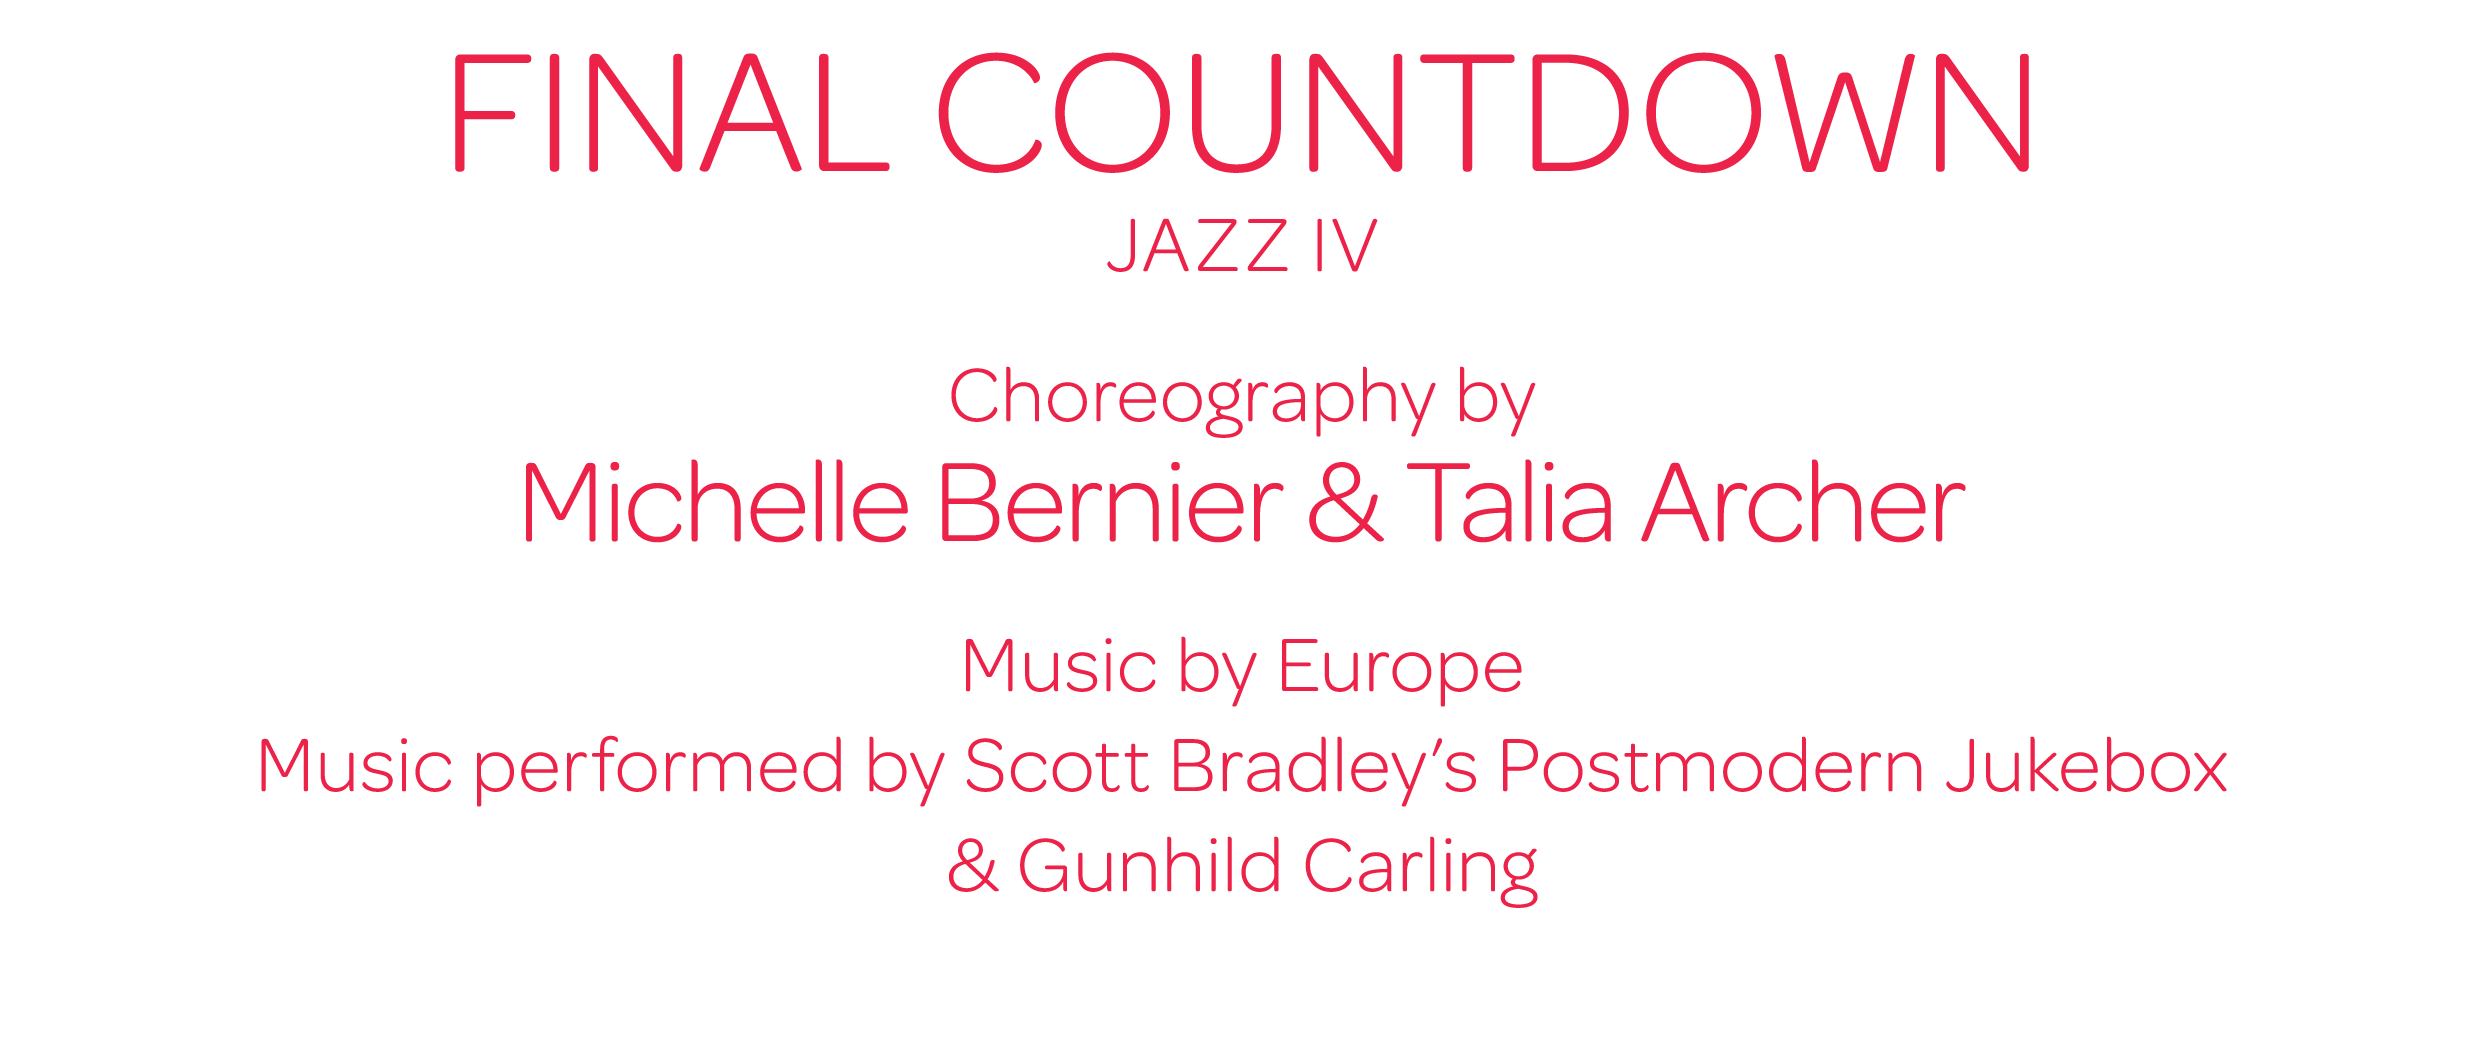 FINAL COUNTDOWN
JAZZ IV
Choreography by
Michelle Bernier & Talia Archer
Music by Europe
Music performed by Scott Bradley’s Postmodern Jukebox
& Gunhild Carling